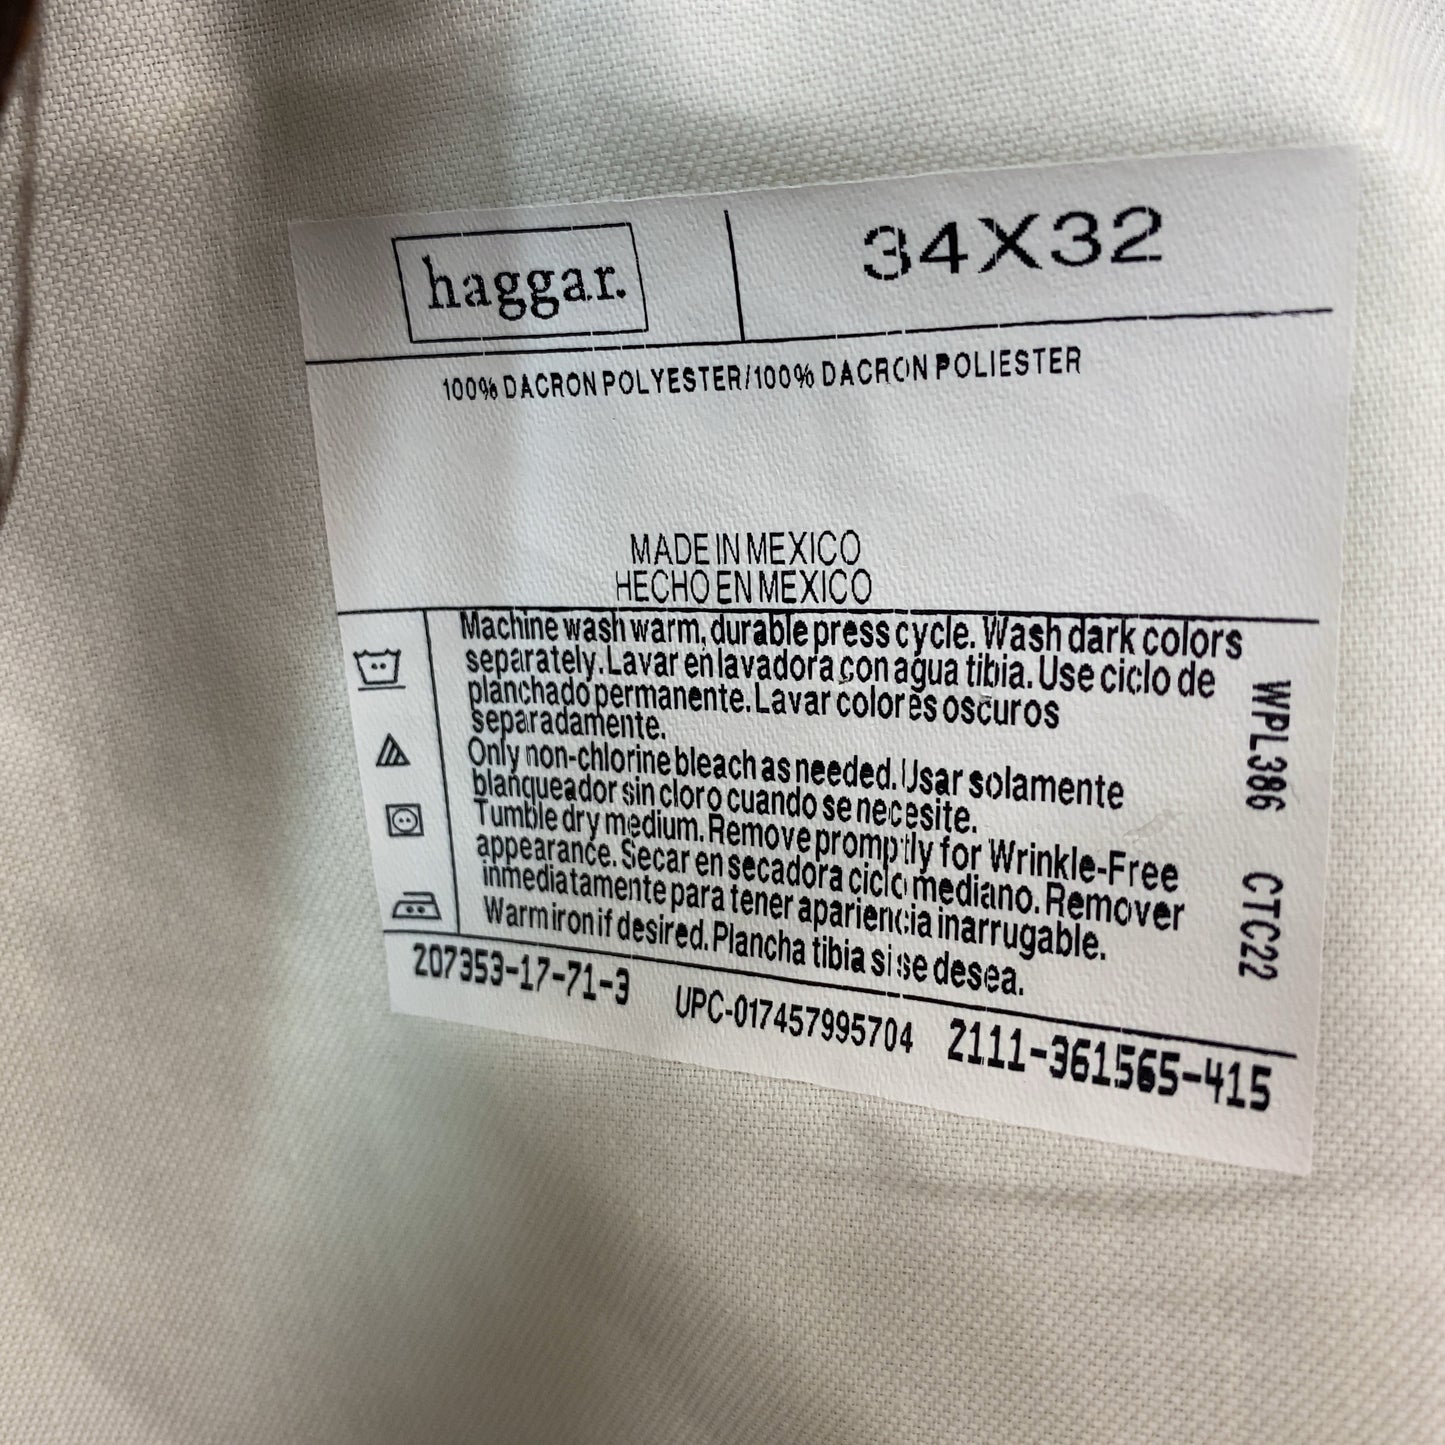 haggar.
34X32
100% DACRON POLYESTER/100% DACRON POLIESTER
MADE IN MEXICO
HECHO EN MEXICO
Machine wash warm, durable press cycle. Wash dark colors
separately. Lavar en lavadora con agua tibia. Use ciclo de
planchado permanente. Lavar colores oscuros
separadamente.
Only non-chlorine bleach as needed. Usar solamente
blanqueador sin cloro cuando se necesite.
Tumble dry medium. Remove promptly for Wrinkle-Free
appearance. Secar en secadora ciclo mediano. Remover
inmediatamente para tener apariencia inarrugable.
Warm iron if desired. Plancha tibia si se desea.
WPL386 CTC22
207353-17-71-3 UPC-017457995704 2111-361565-415